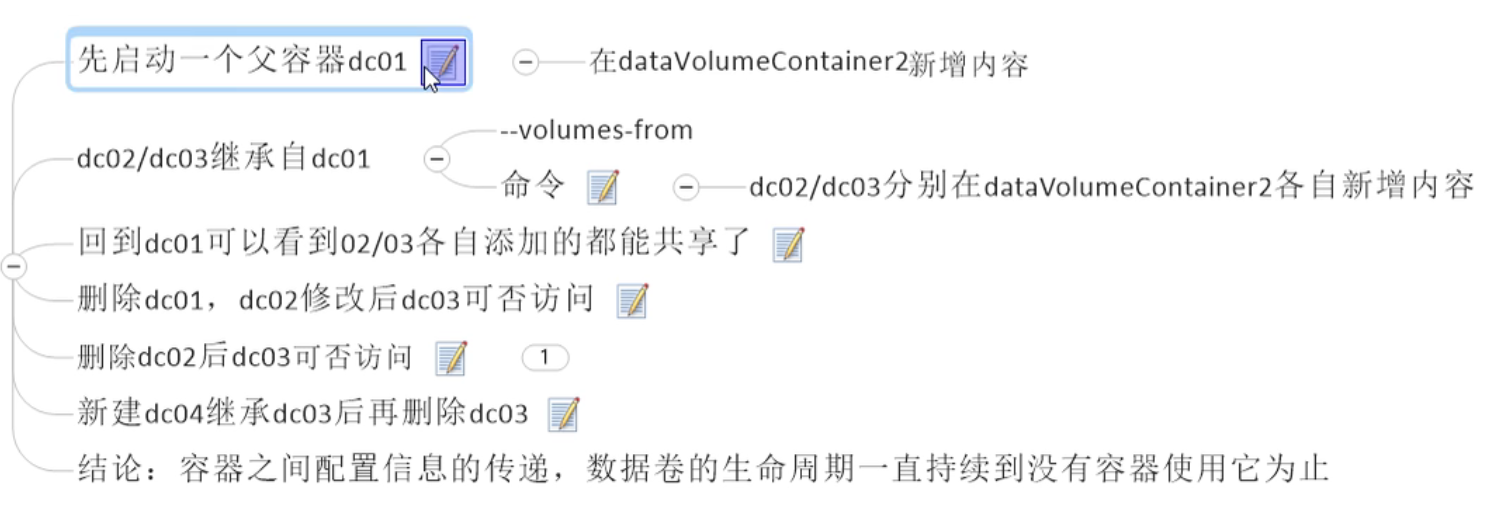 先启动一个父容器dc01
在dataVolumeContainer2新增内容
dc02/dc03继承自dc01
--volumes-from
命令
dc02/dc03分别在dataVolumeContainer2各自新增内容
回到dc01可以看到02/03各自添加的都能共享了
删除dc01，dc02修改后dc03可否访问
删除dc02后dc03可否访问
1
新建dc04继承dc03后再删除dc03
结论：容器之间配置信息的传递，数据卷的生命周期一直持续到没有容器使用它为止